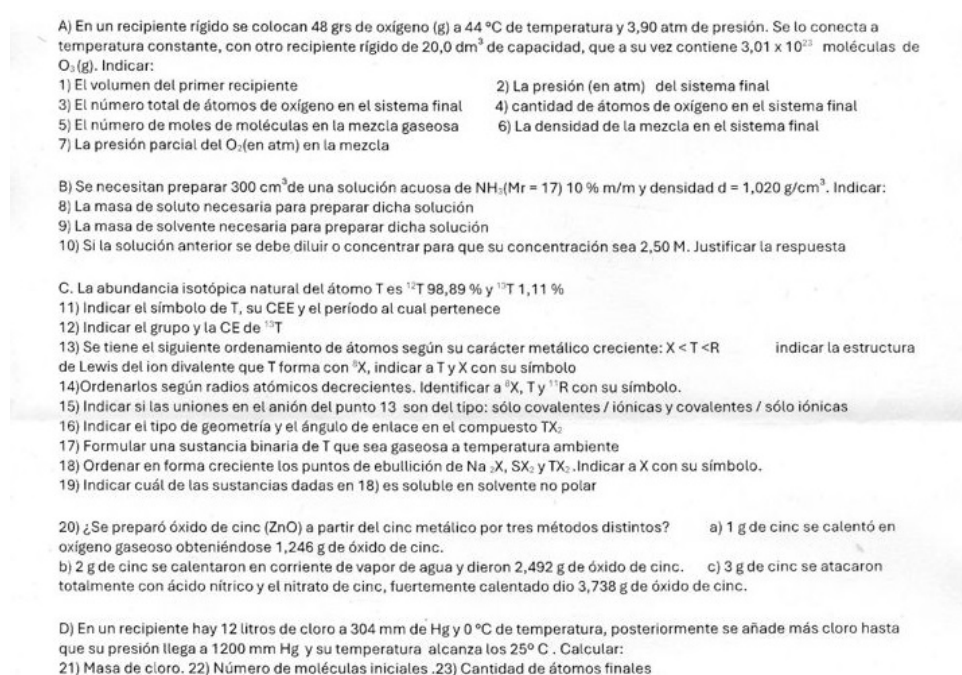 A) En un recipiente rígido se colocan 48 grs de oxígeno (g) a 44 ºC de temperatura y 3,90 atm de presión. Se lo conecta a
temperatura constante, con otro recipiente rígido de 20,0 dm³ de capacidad, que a su vez contiene 3,01 x 10²³ moléculas de
O₃(g). Indicar:
1) El volumen del primer recipiente 2) La presión (en atm) del sistema final
3) El número total de átomos de oxígeno en el sistema final 4) cantidad de átomos de oxígeno en el sistema final
5) El número de moles de moléculas en la mezcla gaseosa 6) La densidad de la mezcla en el sistema final
7) La presión parcial del O₂(en atm) en la mezcla
B) Se necesitan preparar 300 cm³de una solución acuosa de NH₃(Mr = 17) 10 % m/m y densidad d = 1,020 g/cm³. Indicar:
8) La masa de soluto necesaria para preparar dicha solución
9) La masa de solvente necesaria para preparar dicha solución
10) Si la solución anterior se debe diluir o concentrar para que su concentración sea 2,50 M. Justificar la respuesta
C. La abundancia isotópica natural del átomo T es ¹²T 98,89 % y ¹³T 1,11 %
11) Indicar el símbolo de T, su CEE y el período al cual pertenece
12) Indicar el grupo y la CE de ¹³T
13) Se tiene el siguiente ordenamiento de átomos según su carácter metálico creciente: X < T <R indicar la estructura
de Lewis del ion divalente que T forma con ⁸X, indicar a T y X con su símbolo
14)Ordenarlos según radios atómicos decrecientes. Identificar a ⁸X, T y ¹¹R con su símbolo.
15) Indicar si las uniones en el anión del punto 13 son del tipo: sólo covalentes / iónicas y covalentes / sólo iónicas
16) Indicar el tipo de geometría y el ángulo de enlace en el compuesto TX₂
17) Formular una sustancia binaria de T que sea gaseosa a temperatura ambiente
18) Ordenar en forma creciente los puntos de ebullición de Na ₂X, SX₂ y TX₂ .Indicar a X con su símbolo.
19) Indicar cuál de las sustancias dadas en 18) es soluble en solvente no polar
20) ¿Se preparó óxido de cinc (ZnO) a partir del cinc metálico por tres métodos distintos? a) 1 g de cinc se calentó en
oxígeno gaseoso obteniéndose 1,246 g de óxido de cinc.
b) 2 g de cinc se calentaron en corriente de vapor de agua y dieron 2,492 g de óxido de cinc. c) 3 g de cinc se atacaron
totalmente con ácido nítrico y el nitrato de cinc, fuertemente calentado dio 3,738 g de óxido de cinc.
D) En un recipiente hay 12 litros de cloro a 304 mm de Hg y 0 ºC de temperatura, posteriormente se añade más cloro hasta
que su presión llega a 1200 mm Hg y su temperatura alcanza los 25º C . Calcular:
21) Masa de cloro. 22) Número de moléculas iniciales .23) Cantidad de átomos finales